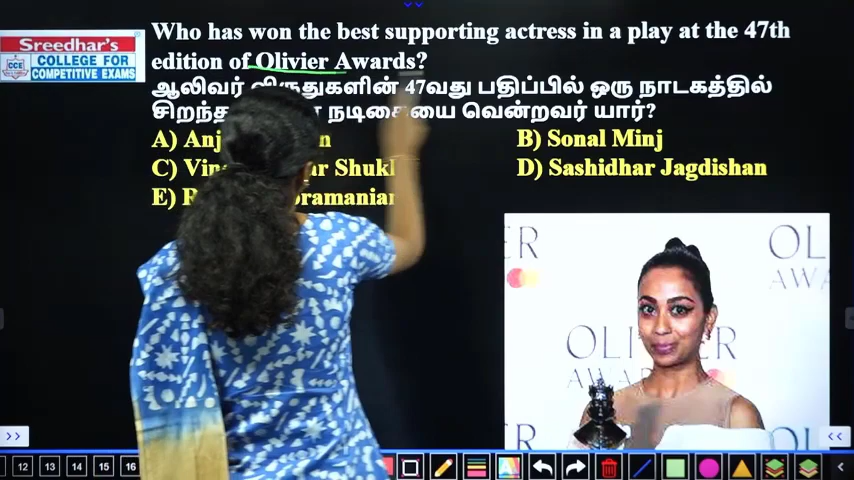 Sreedhar's
CCE
COLLEGE FOR
COMPETITIVE EXAMS
Who has won the best supporting actress in a play at the 47th
edition of Olivier Awards?
ஆலிவர் விருதுகளின் 47வது பதிப்பில் ஒரு நாடகத்தில்
நடிகையை வென்றவர் யார்?
A)
B) Sonal Minj
C)
D) Sashidhar Jagdishan
E)
OLIVIER
AWARDS
12 13 14 15 16